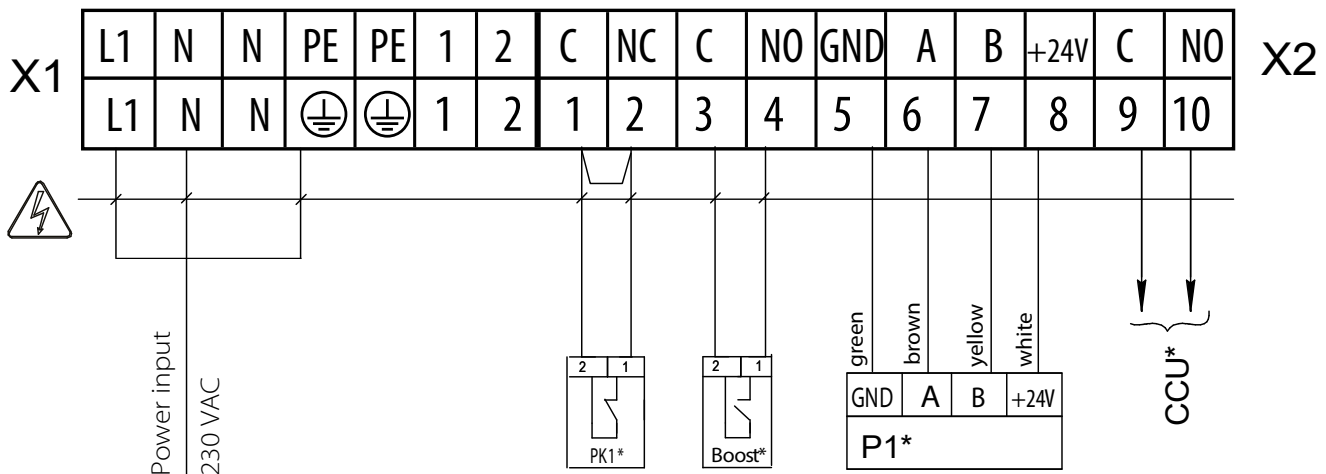 X1
L1 N N PE PE 1 2 C NC C NO GND A B +24V C NO
X2
L1 N N 1 2 1 2 3 4 5 6 7 8 9 10
Power input
230 VAC
2 1
PK1*
2 1
Boost*
green
brown
yellow
white
GND A B +24V
P1*
CCU*